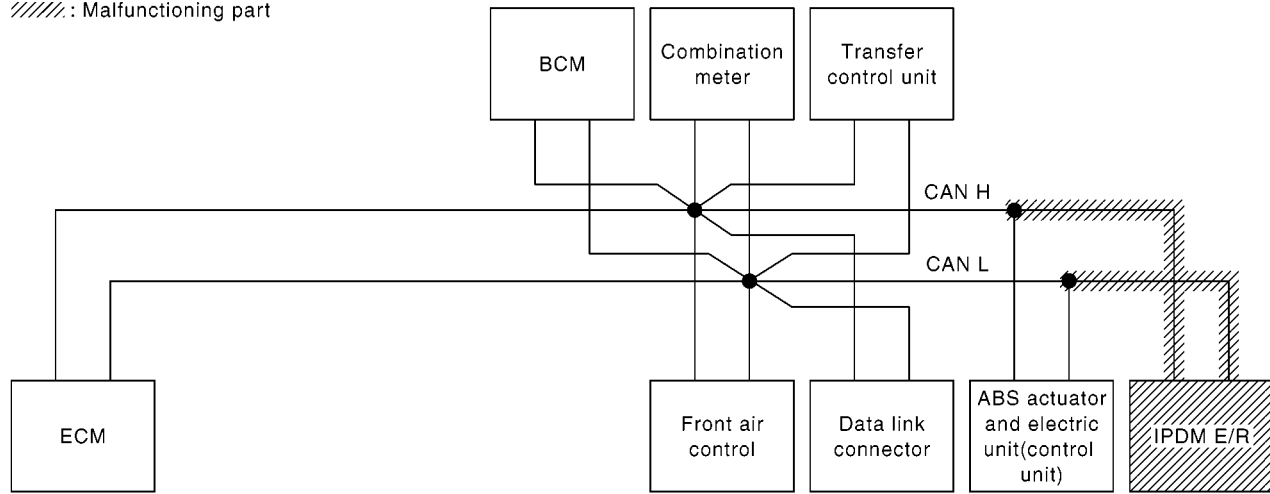 : Malfunctioning part
BCM
Combination
meter
Transfer
control unit
CAN H
CAN L
ECM
Front air
control
Data link
connector
ABS actuator
and electric
unit(control
unit)
IPDM E/R